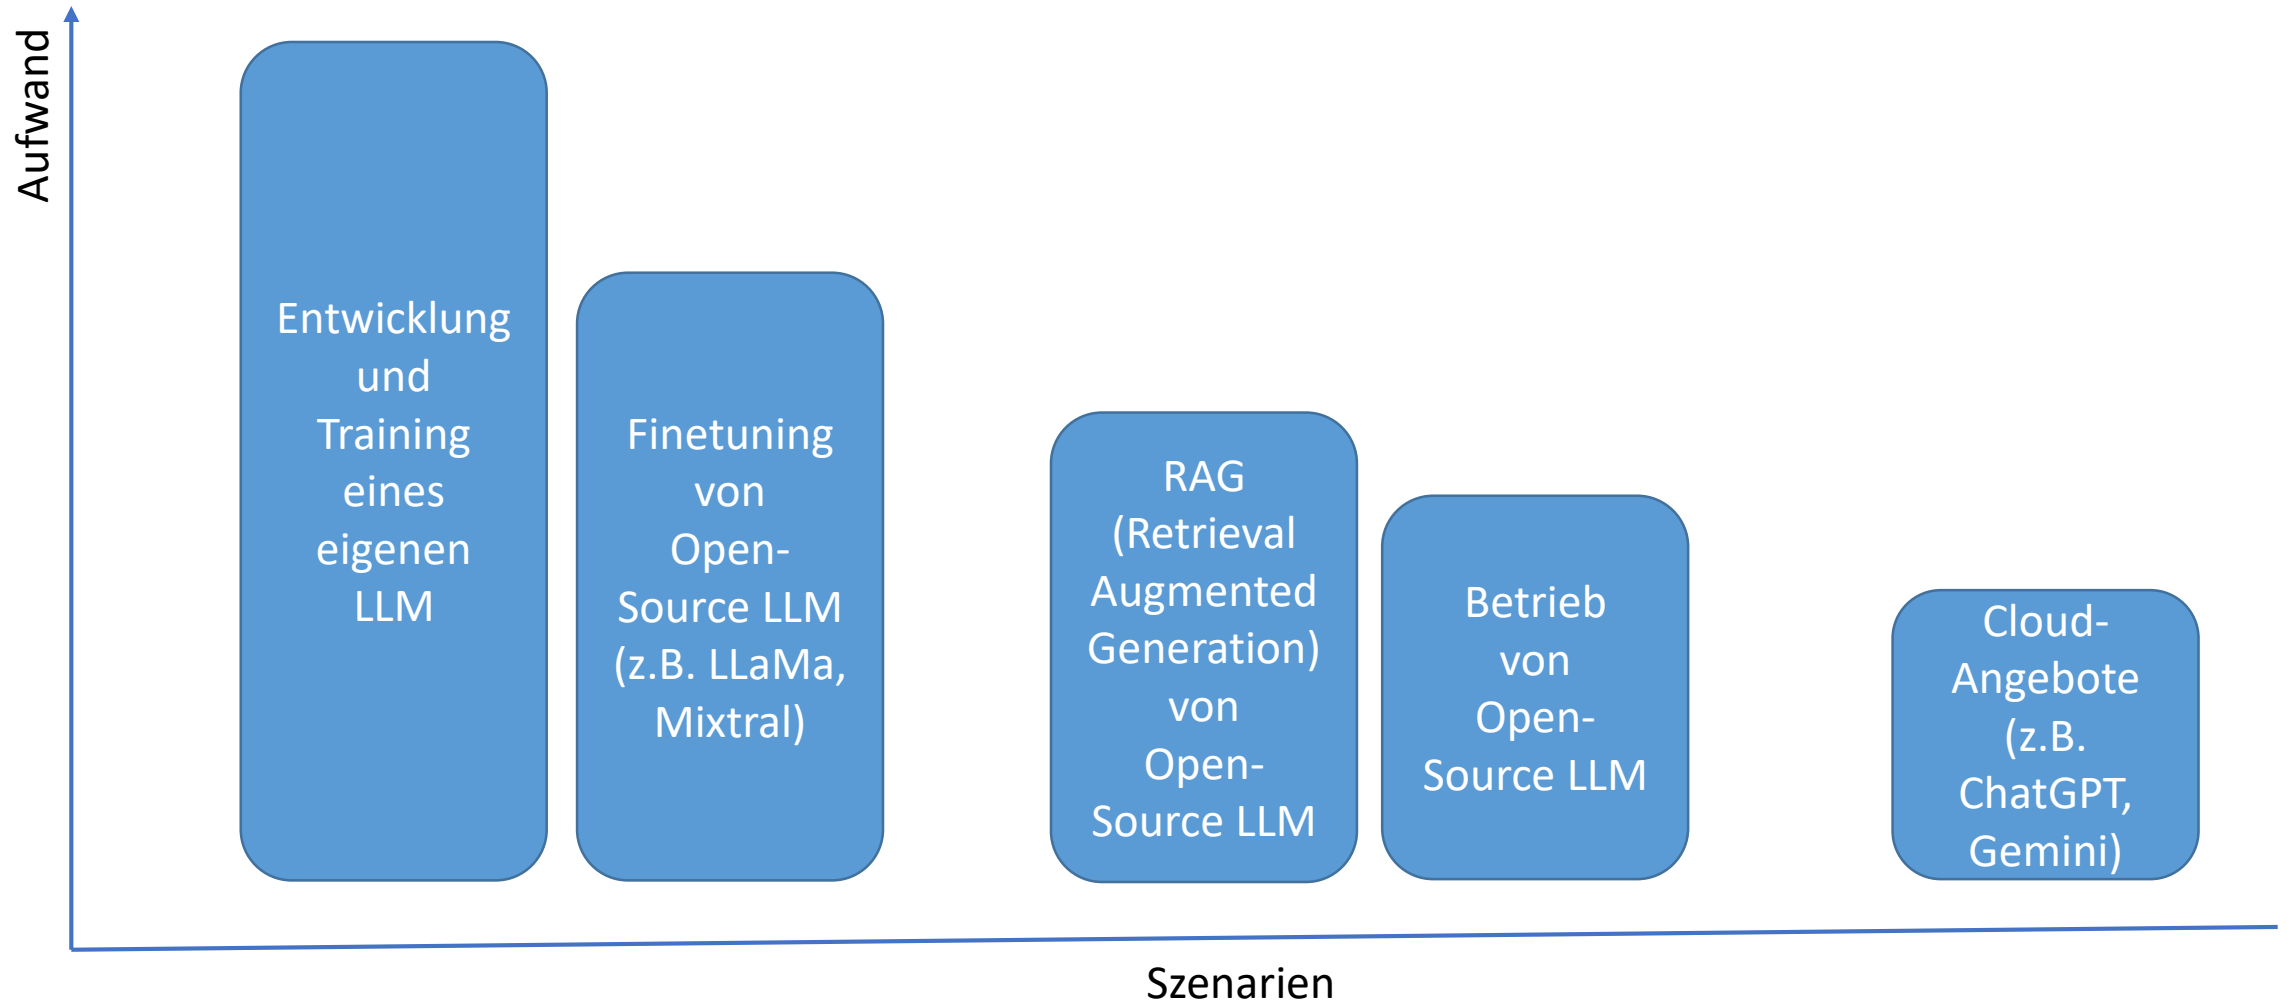 Aufwand
Entwicklung
und
Training
eines
eigenen
LLM
Finetuning
von
Open-
Source LLM
(z.B. LLaMa,
Mixtral)
RAG
(Retrieval
Augmented
Generation)
von
Open-
Source LLM
Betrieb
von
Open-
Source LLM
Cloud-
Angebote
(z.B.
ChatGPT,
Gemini)
Szenarien